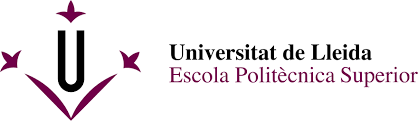 U
Universitat de Lleida
Escola Politècnica Superior